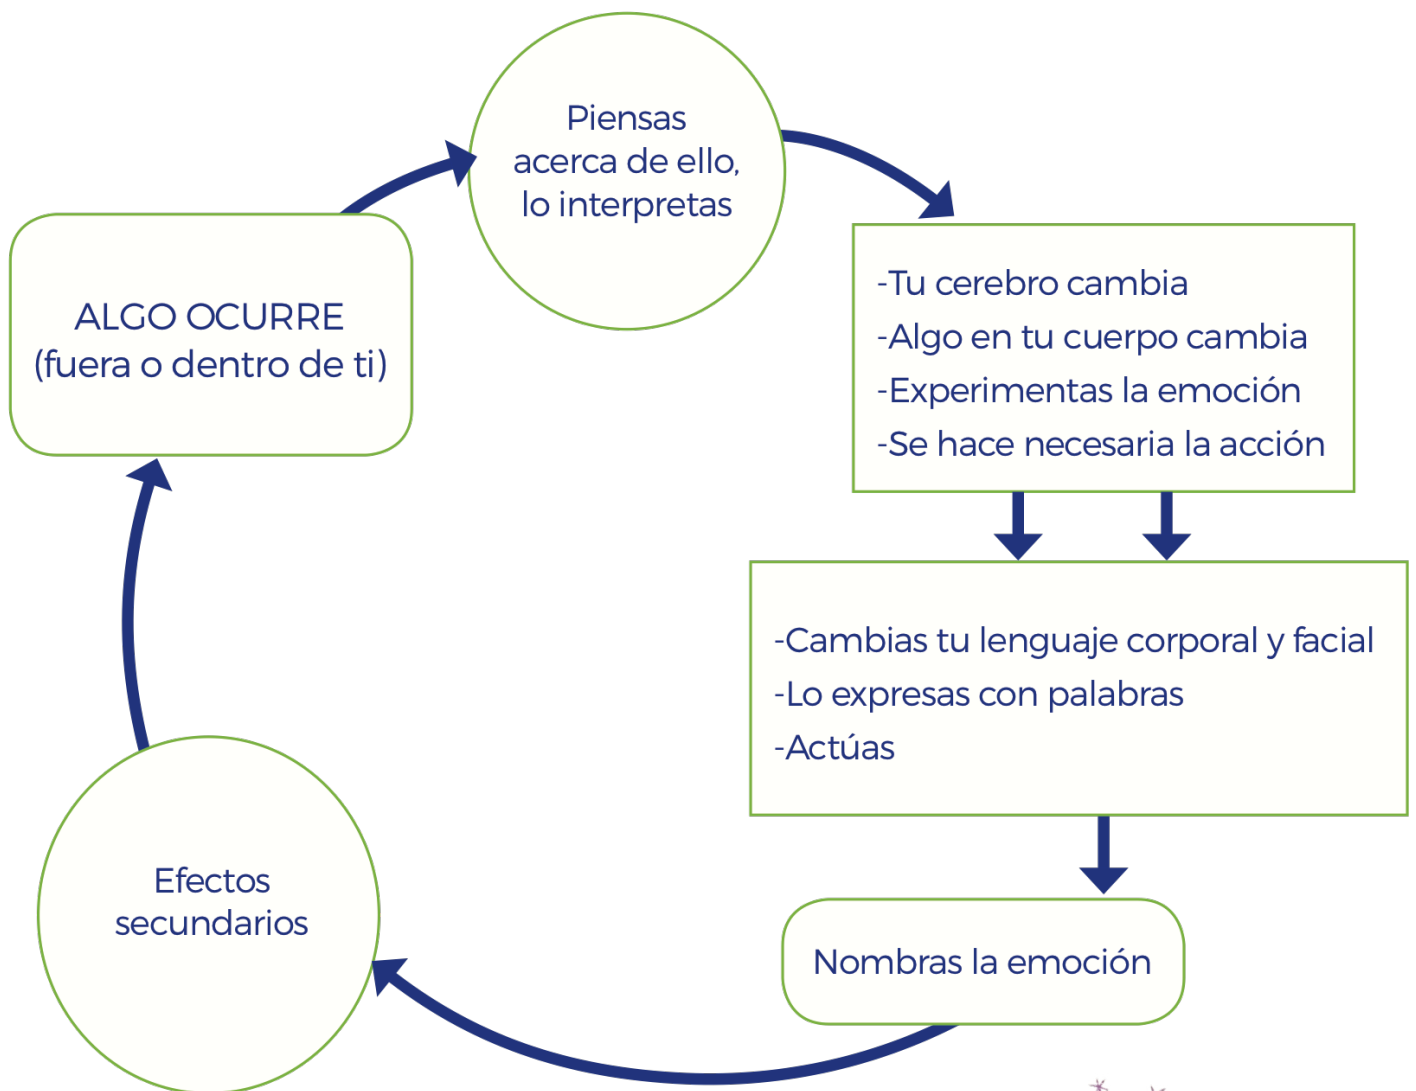 Piensas
acerca de ello,
lo interpretas
ALGO OCURRE
(fuera o dentro de ti)
-Tu cerebro cambia
-Algo en tu cuerpo cambia
-Experimentas la emoción
-Se hace necesaria la acción
-Cambias tu lenguaje corporal y facial
-Lo expresas con palabras
-Actúas
Nombras la emoción
Efectos
secundarios